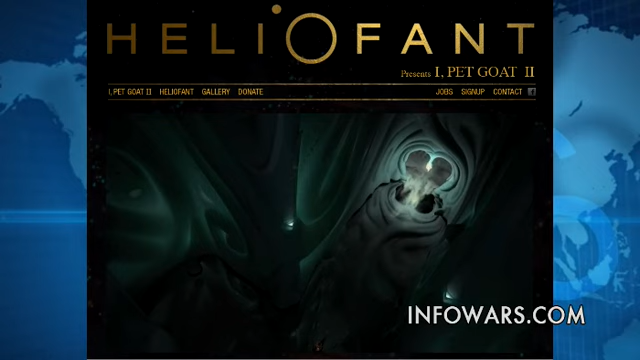 HELIOFANT
Presents I, PET GOAT II
I, PET GOAT II HELIOFANT GALLERY DONATE JOBS SIGNUP CONTACT f
INFOWARS.COM